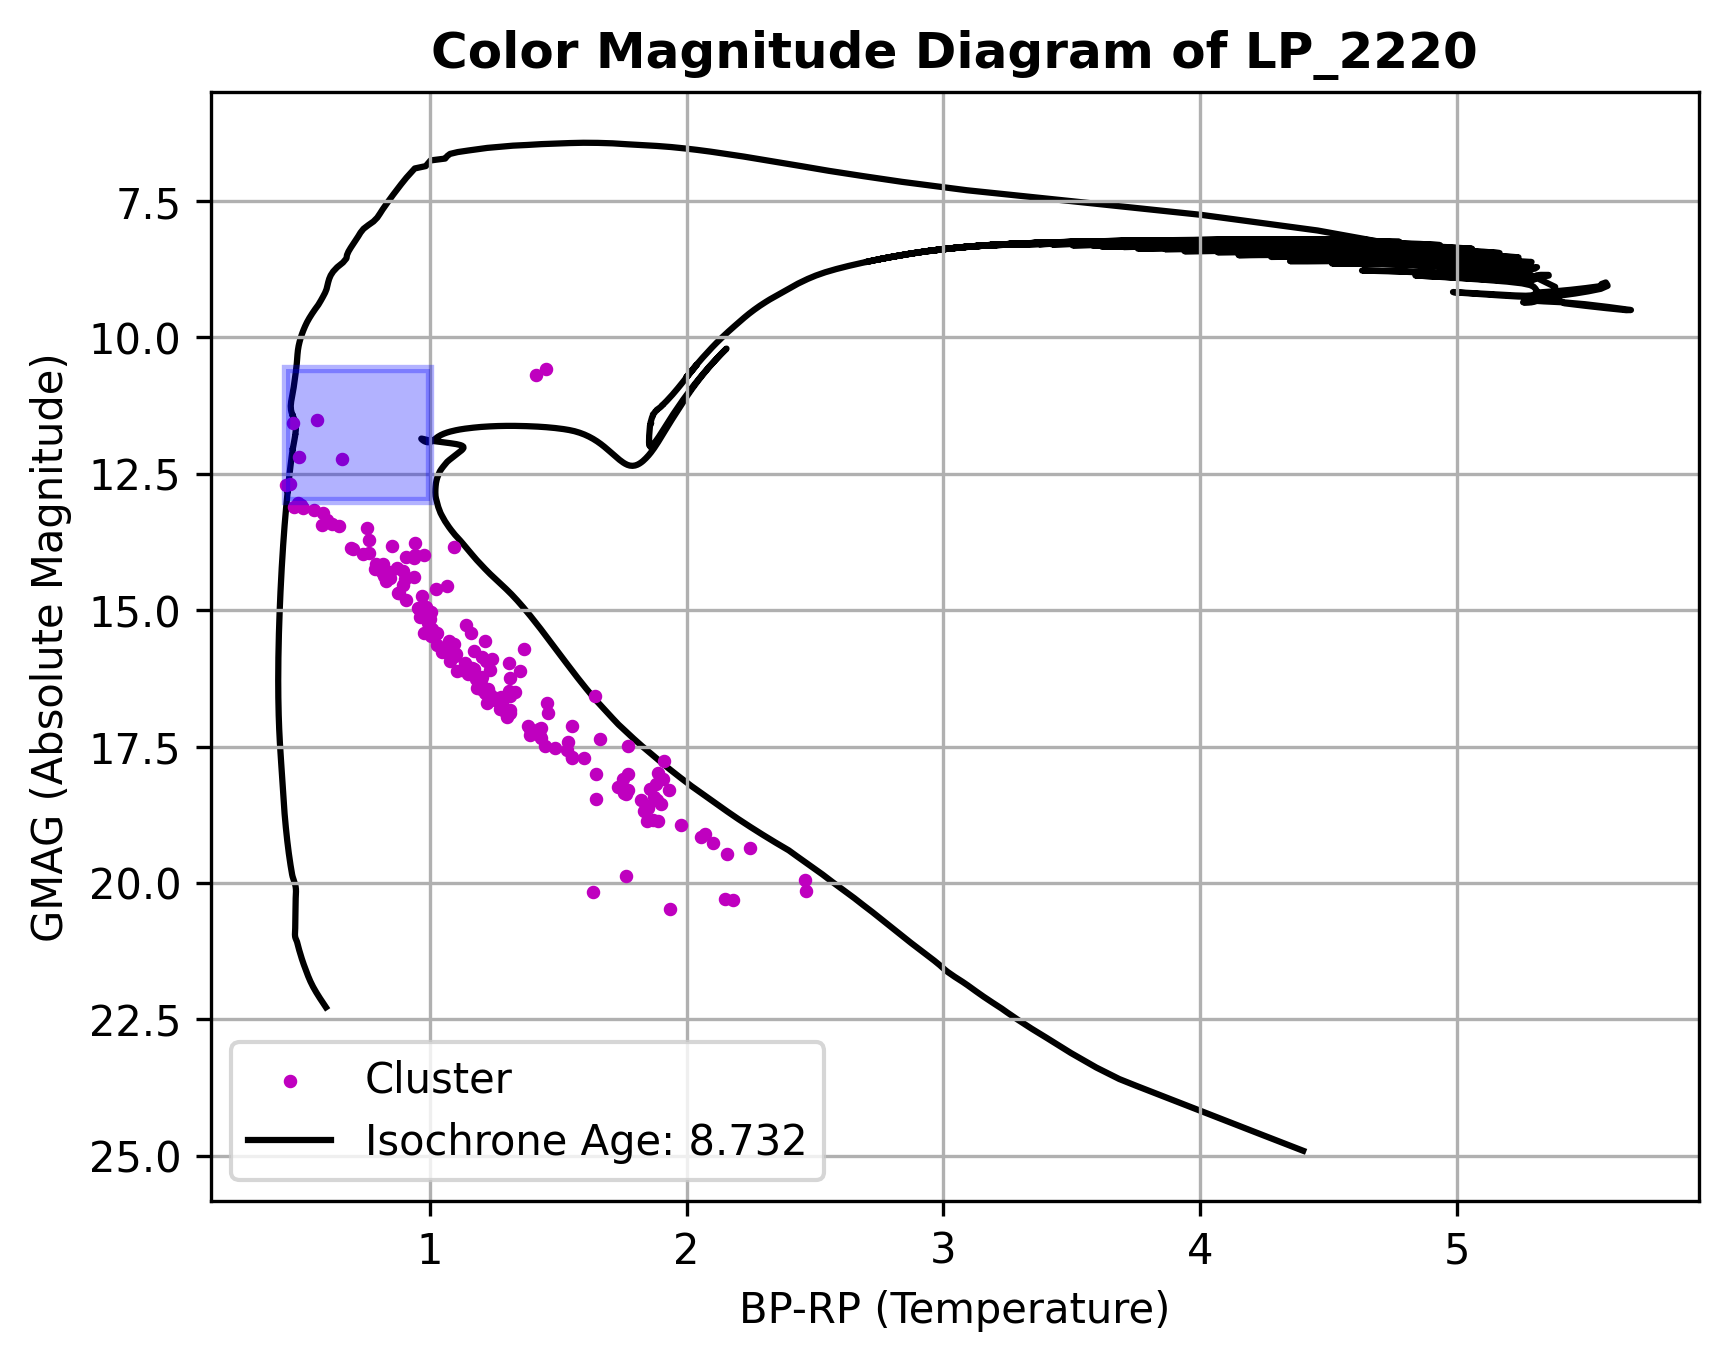 Color Magnitude Diagram of LP_2220
GMAG (Absolute Magnitude)
7.5
10.0
12.5
15.0
17.5
20.0
22.5
25.0
Cluster
Isochrone Age: 8.732
1
2
3
4
5
BP-RP (Temperature)